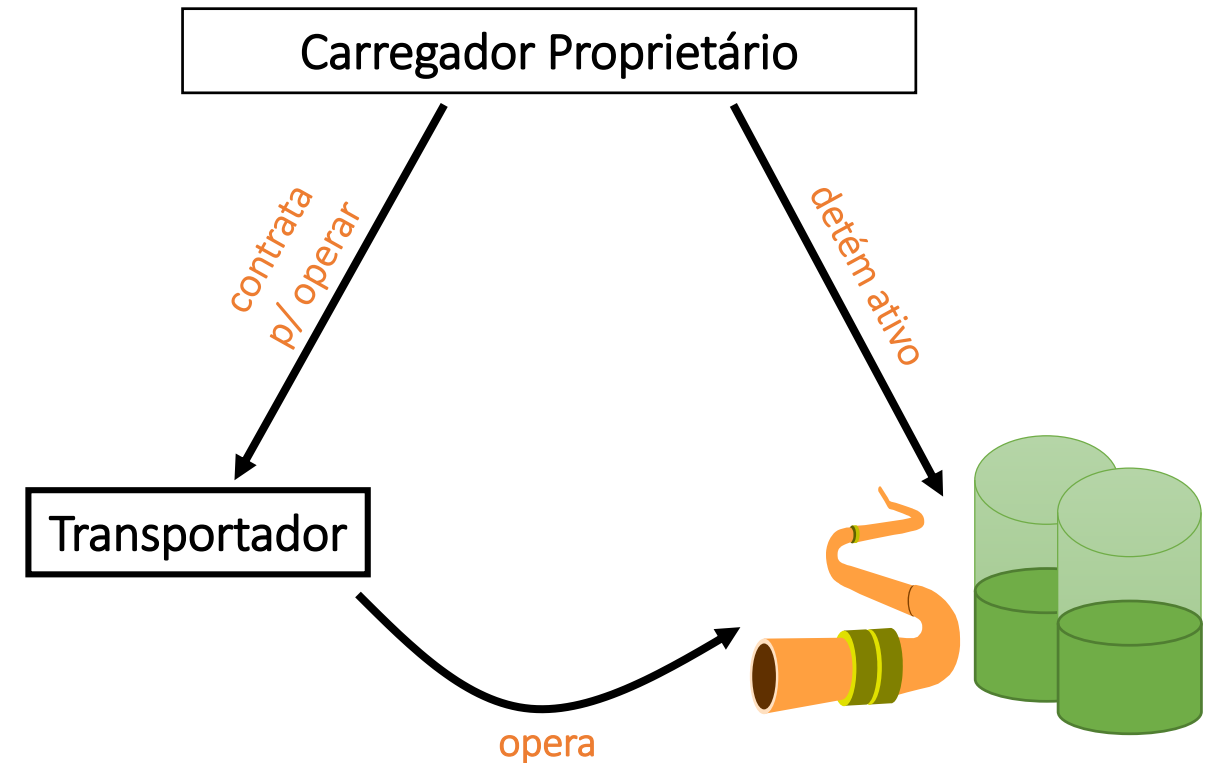 Carregador Proprietário
contrata
p/ operar
detém ativo
Transportador
opera